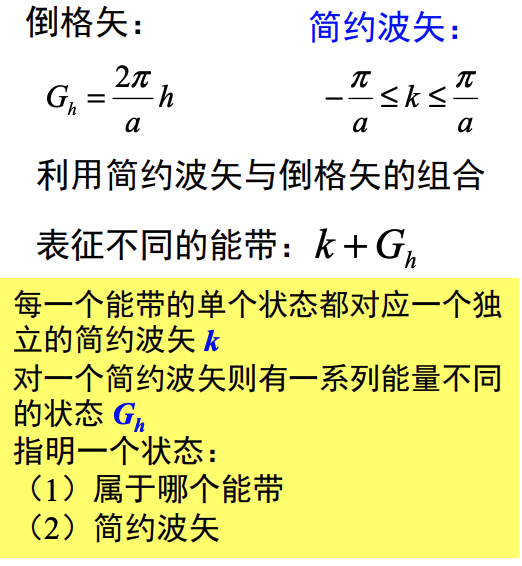 倒格矢： 简约波矢：
G_h = \frac{2\pi}{a} h -\frac{\pi}{a} ≤ k ≤ \frac{\pi}{a}
利用简约波矢与倒格矢的组合
表征不同的能带：k + G_h
每一个能带的单个状态都对应一个独
立的简约波矢 k
对一个简约波矢则有一系列能量不同
的状态 G_h
指明一个状态：
（1）属于哪个能带
（2）简约波矢